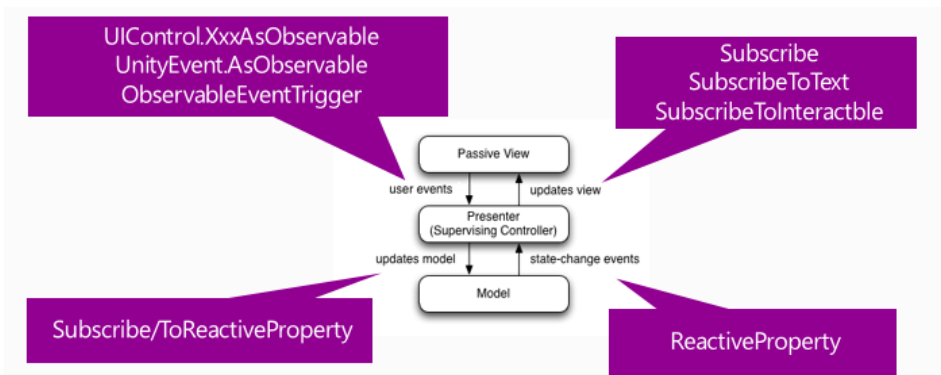 UIControl.XxxAsObservable
UnityEvent.AsObservable
ObservableEventTrigger
Subscribe
SubscribeToText
SubscribeToInteractble
Passive View
user events
updates view
Presenter
(Supervising Controller)
updates model
state-change events
Model
Subscribe/ToReactiveProperty
ReactiveProperty